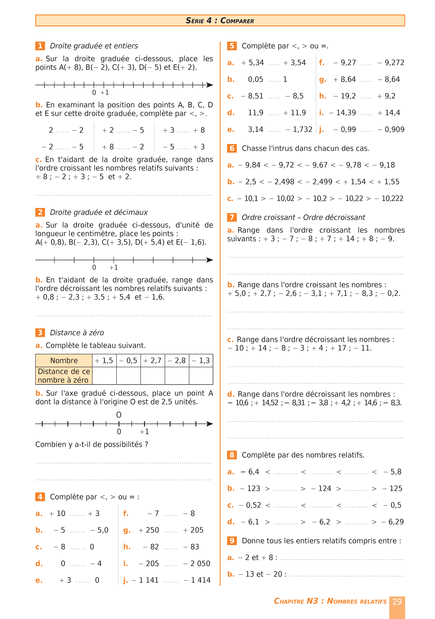 SÉRIE 4 : COMPARER
1 Droite graduée et entiers
a. Sur la droite graduée ci-dessous, place les
points A(+ 8), B(− 2), C(+ 3), D(− 5) et E(+ 2).
0 +1
b. En examinant la position des points A, B, C, D
et E sur cette droite graduée, complète par <, >.
2 ...... − 2 + 2 ...... − 5 + 3 ...... + 8
− 2 ...... − 5 + 8 ...... − 2 − 5 ...... + 3
c. En t'aidant de la droite graduée, range dans
l'ordre croissant les nombres relatifs suivants :
+ 8 ; − 2 ; + 3 ; − 5 et + 2.
2 Droite graduée et décimaux
a. Sur la droite graduée ci-dessous, d'unité de
longueur le centimètre, place les points :
A(+ 0,8), B(− 2,3), C(+ 3,5), D(+ 5,4) et E(− 1,6).
0 +1
b. En t'aidant de la droite graduée, range dans
l'ordre décroissant les nombres relatifs suivants :
+ 0,8 ; − 2,3 ; + 3,5 ; + 5,4 et − 1,6.
3 Distance à zéro
a. Complète le tableau suivant.
Nombre + 1,5 − 0,5 + 2,7 − 2,8 − 1,3
Distance de ce
nombre à zéro
b. Sur l'axe gradué ci-dessous, place un point A
dont la distance à l'origine O est de 2,5 unités.
O
0 +1
Combien y a-t-il de possibilités ?
4 Complète par <, > ou = :
a. + 10 ...... + 3 f. − 7 ...... − 8
b. − 5 ...... − 5,0 g. + 250 ...... + 205
c. − 8 ...... 0 h. − 82 ...... − 83
d. 0 ...... − 4 i. − 205 ...... − 2 050
e. + 3 ...... 0 j. − 1 141 ...... − 1 414
5 Complète par <, > ou =.
a. + 5,34 ..... + 3,54 f. − 9,27 ..... − 9,272
b. 0,05 ..... 1 g. + 8,64 ..... − 8,64
c. − 8,51 ..... − 8,5 h. − 19,2 ..... + 9,2
d. 11,9 ..... + 11,9 i. − 14,39 ..... + 14,4
e. 3,14 ..... − 1,732 j. − 0,99 ..... − 0,909
6 Chasse l'intrus dans chacun des cas.
a. − 9,84 < − 9,72 < − 9,67 < − 9,78 < − 9,18
b. − 2,5 < − 2,498 < − 2,499 < + 1,54 < + 1,55
c. − 10,1 > − 10,02 > − 10,2 > − 10,22 > − 10,222
7 Ordre croissant – Ordre décroissant
a. Range dans l'ordre croissant les nombres
suivants : + 3 ; − 7 ; − 8 ; + 7 ; + 14 ; + 8 ; − 9.
b. Range dans l'ordre croissant les nombres :
+ 5,0 ; + 2,7 ; − 2,6 ; − 3,1 ; + 7,1 ; − 8,3 ; − 0,2.
c. Range dans l'ordre décroissant les nombres :
− 10 ; + 14 ; − 8 ; − 3 ; + 4 ; + 17 ; − 11.
d. Range dans l'ordre décroissant les nombres :
− 10,6 ; + 14,52 ; − 8,31 ; − 3,8 ; + 4,2 ; + 14,6 ; − 8,3.
8 Complète par des nombres relatifs.
a. − 6,4 < .......... < .......... < .......... < − 5,8
b. − 123 > .......... > − 124 > .......... > − 125
c. − 0,52 < .......... < .......... < .......... < − 0,5
d. − 6,1 > .......... > − 6,2 > .......... > − 6,29
9 Donne tous les entiers relatifs compris entre :
a. − 2 et + 8 :
b. − 13 et − 20 :
CHAPITRE N3 : NOMBRES RELATIFS 29